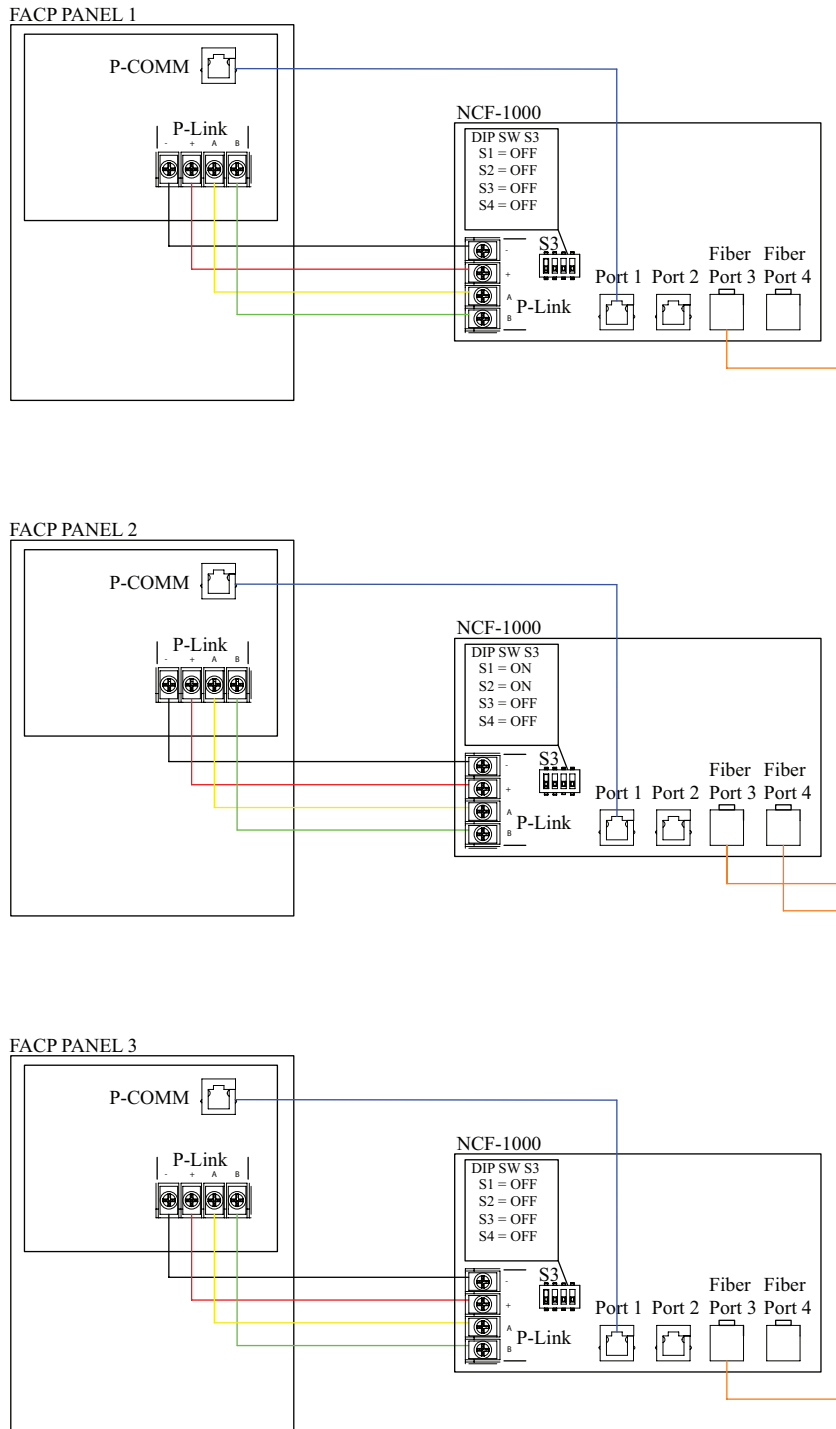 FACP PANEL 1
P-COMM
P-Link
- + A B
NCF-1000
DIP SW S3
S1 = OFF
S2 = OFF
S3 = OFF
S4 = OFF
S3
-
+
A
B
P-Link
Port 1 Port 2
Fiber Port 3
Fiber Port 4
FACP PANEL 2
P-COMM
P-Link
- + A B
NCF-1000
DIP SW S3
S1 = ON
S2 = ON
S3 = OFF
S4 = OFF
S3
-
+
A
B
P-Link
Port 1 Port 2
Fiber Port 3
Fiber Port 4
FACP PANEL 3
P-COMM
P-Link
- + A B
NCF-1000
DIP SW S3
S1 = OFF
S2 = OFF
S3 = OFF
S4 = OFF
S3
-
+
A
B
P-Link
Port 1 Port 2
Fiber Port 3
Fiber Port 4